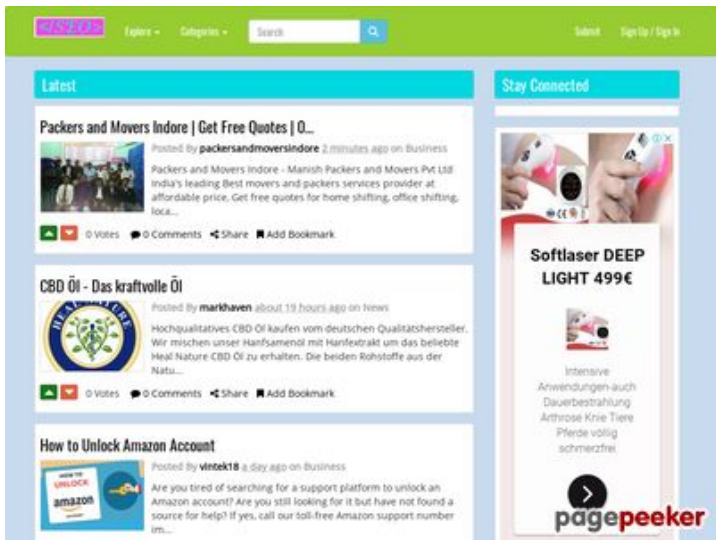 <SEO>
Explore
Categories
Search
Submit
Sign Up / Sign In
Latest
Packers and Movers Indore | Get Free Quotes | 0...
Posted By packersandmoversindore 2 minutes ago on Business
Packers and Movers Indore - Manish Packers and Movers Pvt Ltd
India's leading Best movers and packers services provider at
affordable price. Get free quotes for home shifting, office shifting,
loca...
0 Votes 0 Comments Share Add Bookmark
CBD Öl - Das kraftvolle Öl
HEAL NATURE
Posted By markhaven about 19 hours ago on News
Hochqualitatives CBD Öl kaufen vom deutschen Qualitätshersteller.
Wir mischen unser Hanfsamenöl mit Hanfextrakt um das beliebte
Heal Nature CBD Öl zu erhalten. Die beiden Rohstoffe aus der
Natu...
0 Votes 0 Comments Share Add Bookmark
How to Unlock Amazon Account
HOW TO
UNLOCK
amazon
Posted By vintek18 a day ago on Business
Are you tired of searching for a support platform to unlock an
Amazon account? Are you still looking for it but have not found a
source for help? If yes, call our toll-free Amazon support number
im...
Stay Connected
Softlaser DEEP
LIGHT 499€
Intensive
Anwendungen-auch
Dauerbestrahlung
Arthrose Knie Tiere
Pferde völlig
schmerzfrei
pagepeeker